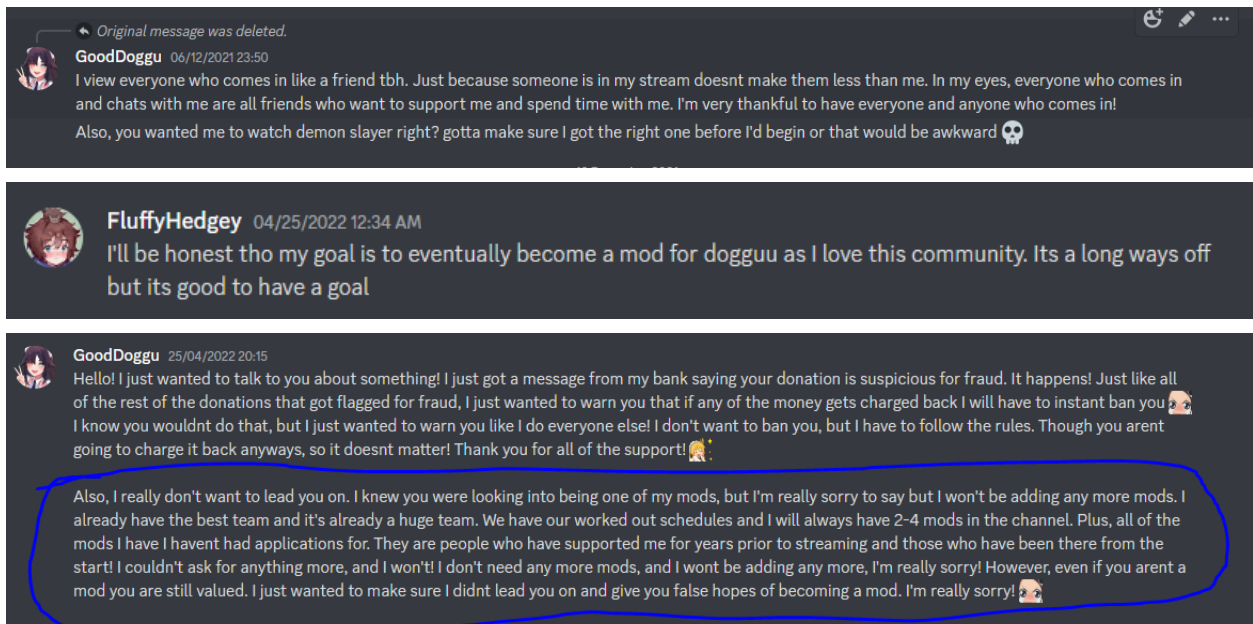 Original message was deleted.
GoodDoggu 06/12/2021 23:50
I view everyone who comes in like a friend tbh. Just because someone is in my stream doesnt make them less than me. In my eyes, everyone who comes in
and chats with me are all friends who want to support me and spend time with me. I'm very thankful to have everyone and anyone who comes in!
Also, you wanted me to watch demon slayer right? gotta make sure I got the right one before I'd begin or that would be awkward
FluffyHedgey 04/25/2022 12:34 AM
I'll be honest tho my goal is to eventually become a mod for dogguu as I love this community. Its a long ways off
but its good to have a goal
GoodDoggu 25/04/2022 20:15
Hello! I just wanted to talk to you about something! I just got a message from my bank saying your donation is suspicious for fraud. It happens! Just like all
of the rest of the donations that got flagged for fraud, I just wanted to warn you that if any of the money gets charged back I will have to instant ban you
I know you wouldnt do that, but I just wanted to warn you like I do everyone else! I don't want to ban you, but I have to follow the rules. Though you arent
going to charge it back anyways, so it doesnt matter! Thank you for all of the support!
Also, I really don't want to lead you on. I knew you were looking into being one of my mods, but I'm really sorry to say but I won't be adding any more mods. I
already have the best team and it's already a huge team. We have our worked out schedules and I will always have 2-4 mods in the channel. Plus, all of the
mods I have I havent had applications for. They are people who have supported me for years prior to streaming and those who have been there from the
start! I couldn't ask for anything more, and I won't! I don't need any more mods, and I wont be adding any more, I'm really sorry! However, even if you arent a
mod you are still valued. I just wanted to make sure I didnt lead you on and give you false hopes of becoming a mod. I'm really sorry!